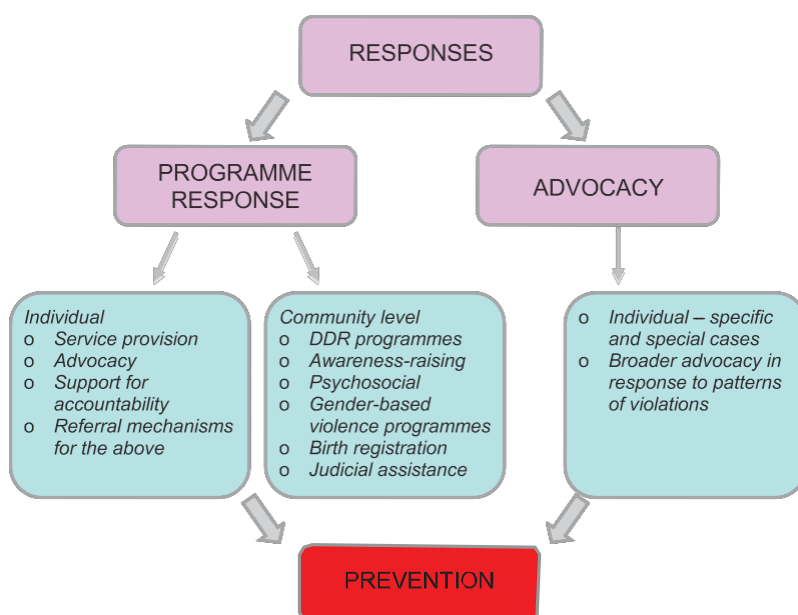 RESPONSES
PROGRAMME
RESPONSE
ADVOCACY
Individual
o Service provision
o Advocacy
o Support for
accountability
o Referral mechanisms
for the above
Community level
o DDR programmes
o Awareness-raising
o Psychosocial
o Gender-based
violence programmes
o Birth registration
o Judicial assistance
o Individual – specific
and special cases
o Broader advocacy in
response to patterns
of violations
PREVENTION